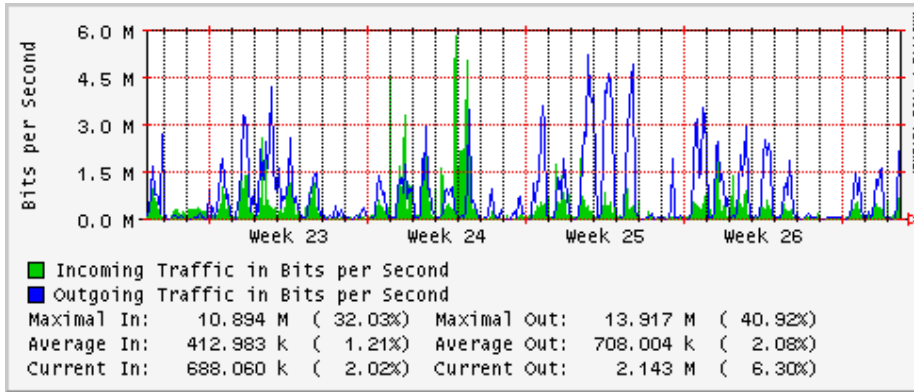 6.0 M
4.5 M
3.0 M
1.5 M
0.0 M
Bits per Second
Week 23 Week 24 Week 25 Week 26
Incoming Traffic in Bits per Second
Outgoing Traffic in Bits per Second
Maximal In: 10.894 M ( 32.03%) Maximal Out: 13.917 M ( 40.92%)
Average In: 412.983 k ( 1.21%) Average Out: 708.004 k ( 2.08%)
Current In: 688.060 k ( 2.02%) Current Out: 2.143 M ( 6.30%)